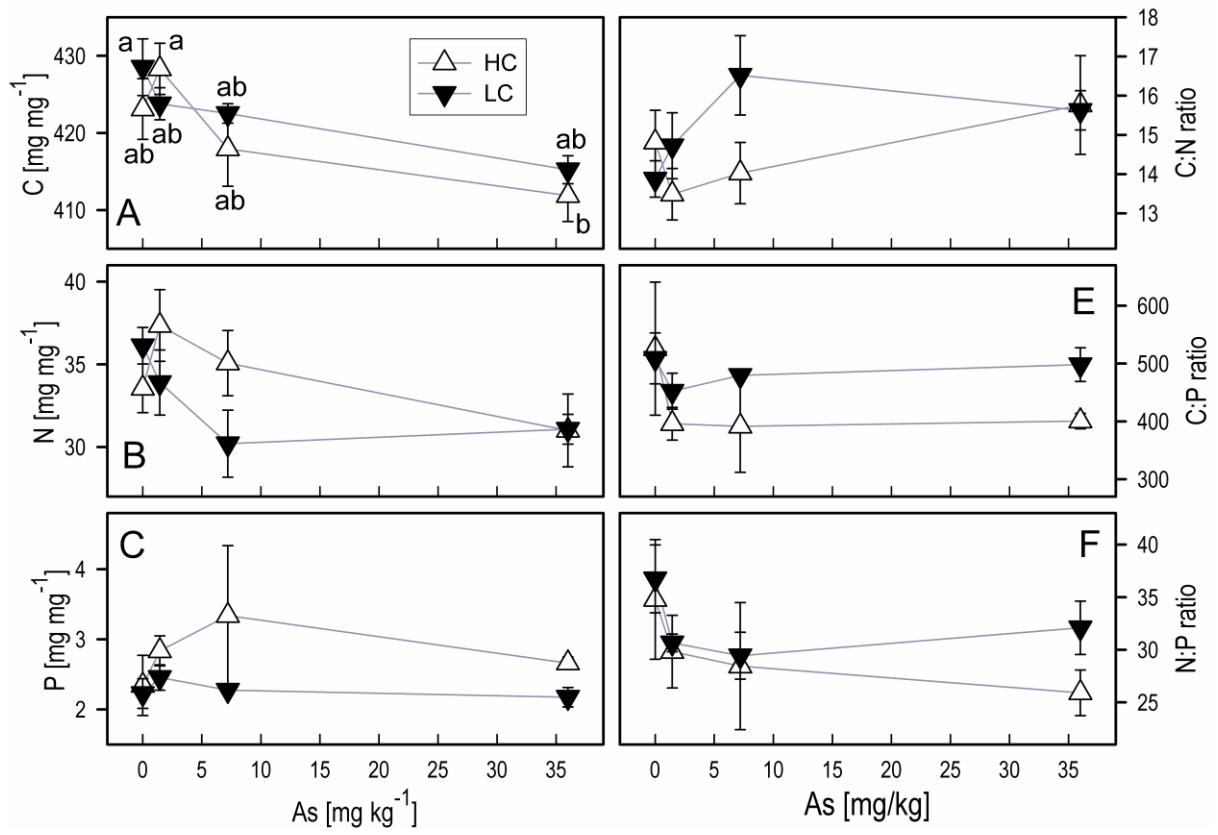 430
420
410
C [mg mg-1]
a
a
ab
ab
ab
ab
ab
b
A
HC
LC
18
17
16
15
14
13
C:N ratio
40
35
30
N [mg mg-1]
B
600
500
400
300
C:P ratio
E
4
3
2
P [mg mg-1]
C
40
35
30
25
N:P ratio
F
0 5 10 15 20 25 30 35
As [mg kg-1]
0 5 10 15 20 25 30 35
As [mg/kg]